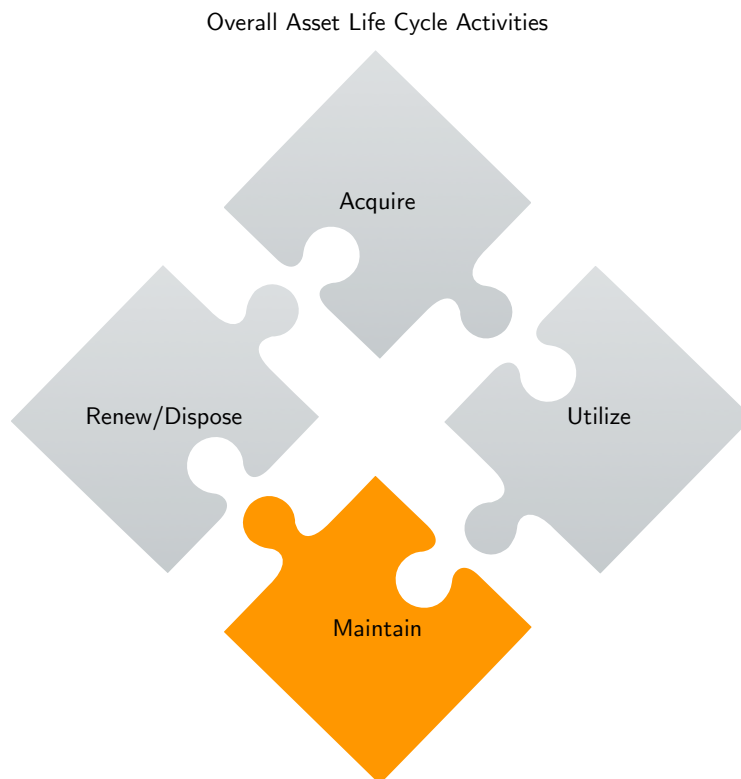 Overall Asset Life Cycle Activities
Acquire
Renew/Dispose
Utilize
Maintain